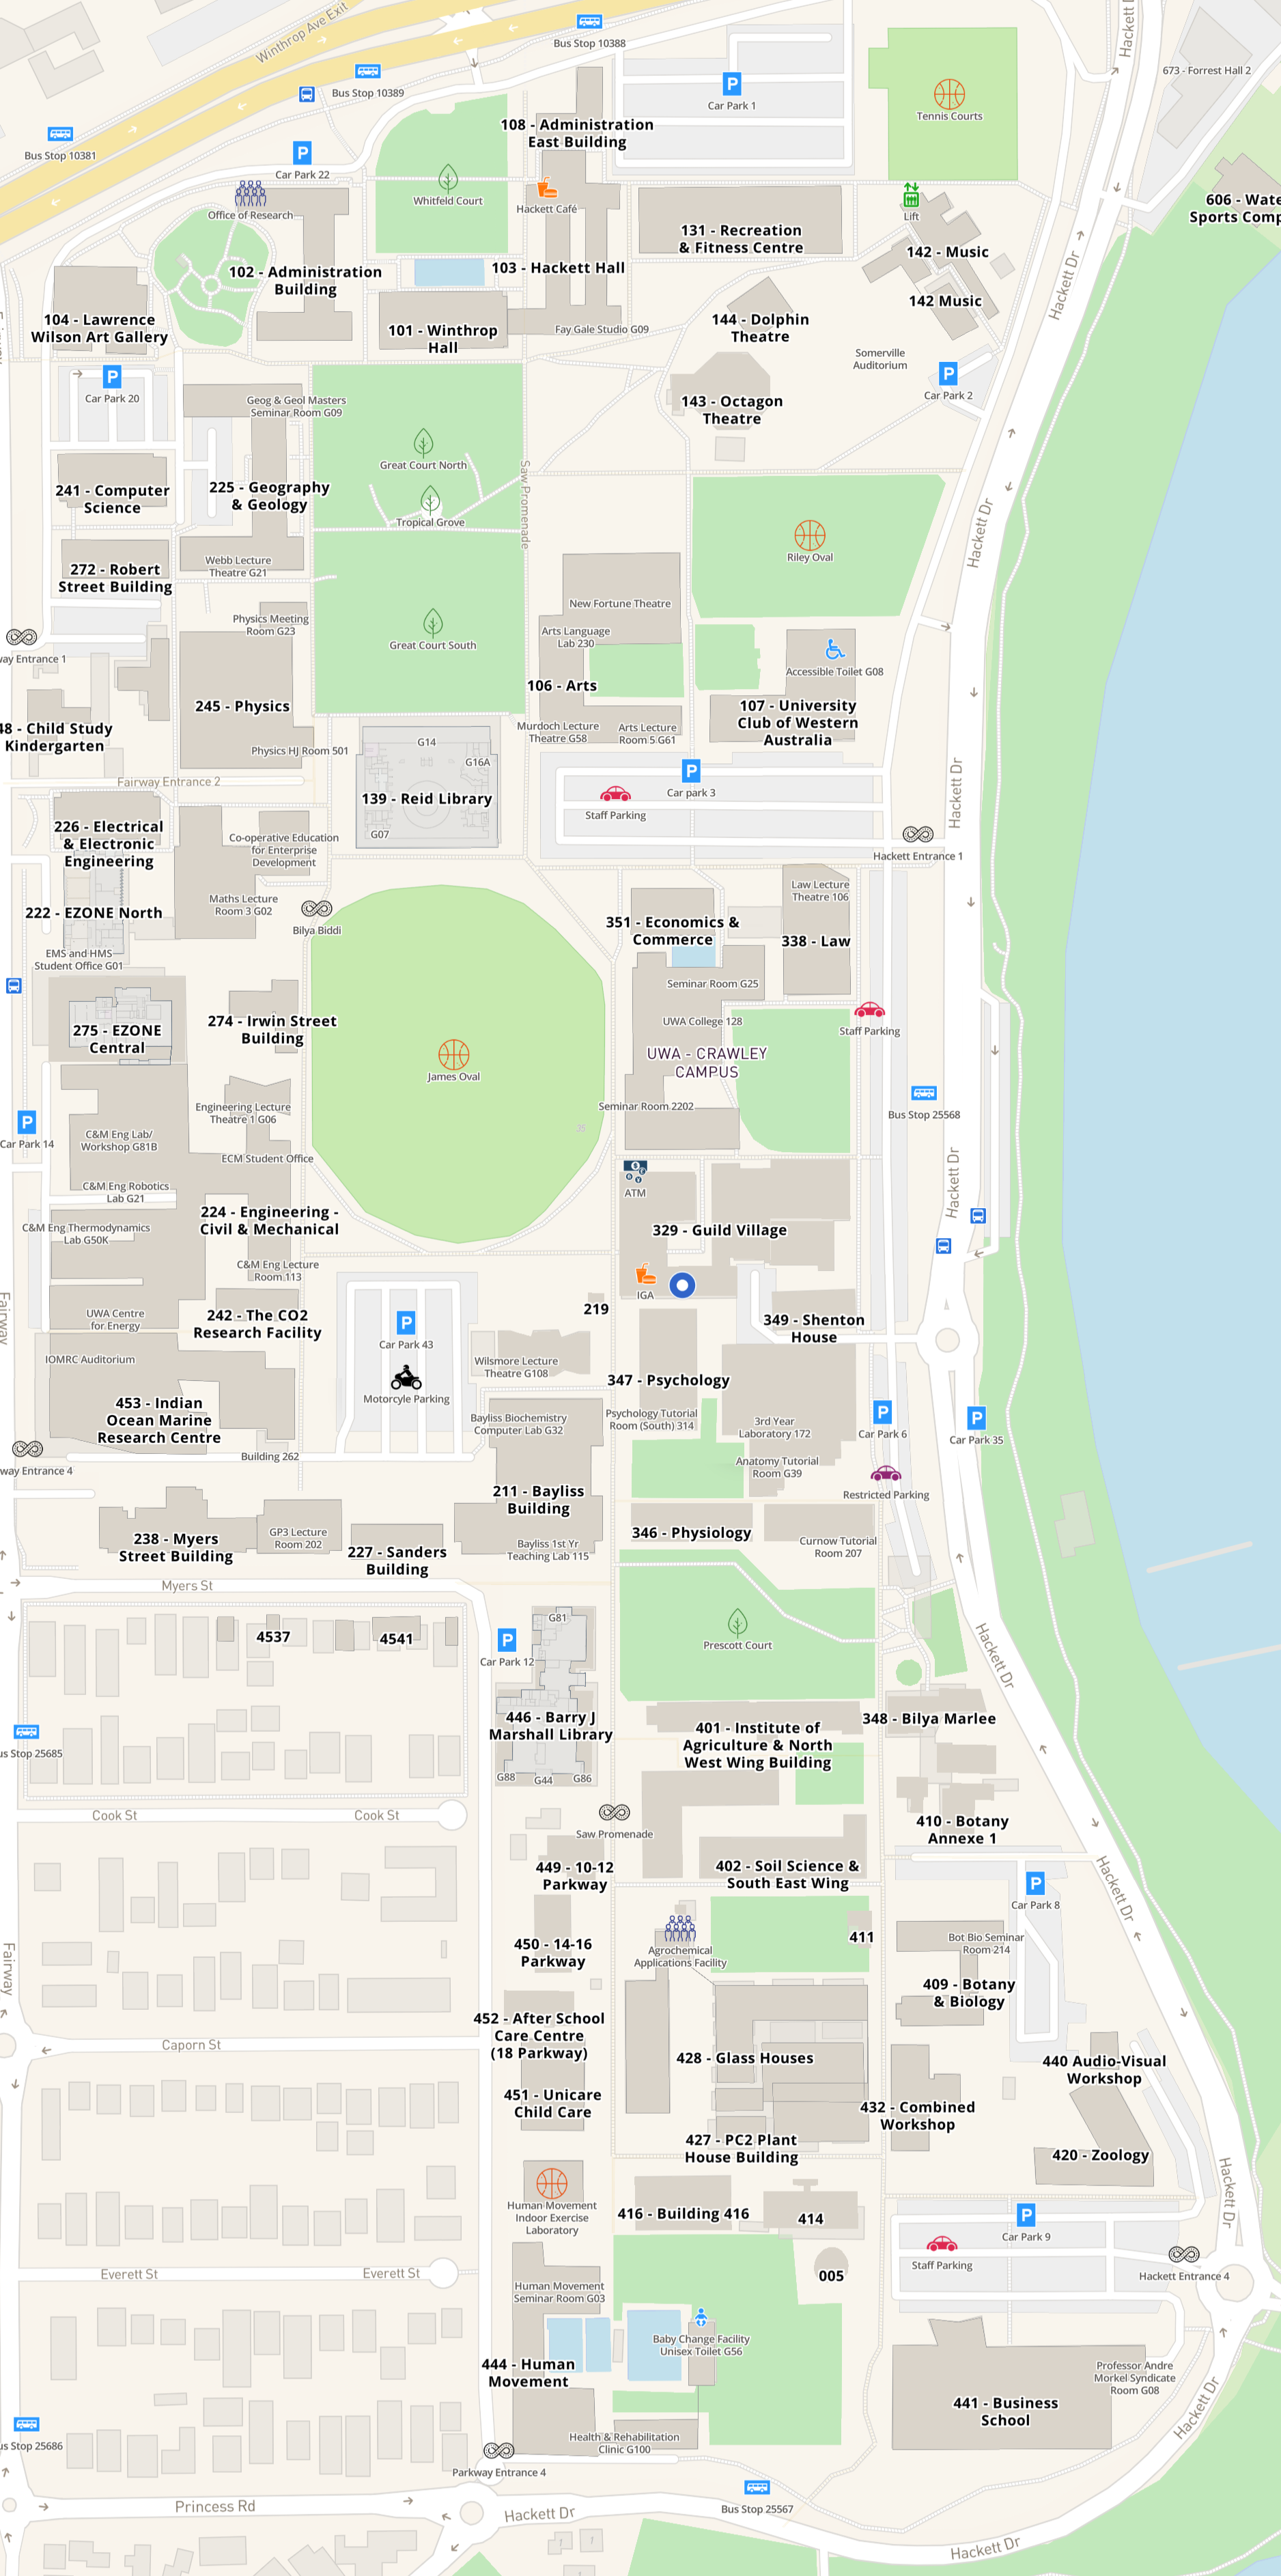 Winthrop Ave Exit
Bus Stop 10388
Hackett Dr
673 - Forrest Hall 2
Bus Stop 10389
Car Park 1
Tennis Courts
Bus Stop 10381
108 - Administration
East Building
Car Park 22
Whitfeld Court
Hackett Café
Office of Research
Lift
606 - Wate
Sports Comp
131 - Recreation
& Fitness Centre
142 - Music
102 - Administration
Building
103 - Hackett Hall
Hackett Dr
142 Music
104 - Lawrence
Wilson Art Gallery
101 - Winthrop
Hall
Fay Gale Studio G09
144 - Dolphin
Theatre
Somerville
Auditorium
Car Park 20
Car Park 2
Geog & Geol Masters
Seminar Room G09
143 - Octagon
Theatre
Great Court North
241 - Computer
Science
225 - Geography
& Geology
Saw Promenade
Tropical Grove
Hackett Dr
Riley Oval
272 - Robert
Street Building
Webb Lecture
Theatre G21
New Fortune Theatre
Physics Meeting
Room G23
Arts Language
Lab 230
Great Court South
way Entrance 1
Accessible Toilet G08
106 - Arts
245 - Physics
107 - University
Club of Western
Australia
48 - Child Study
Kindergarten
Murdoch Lecture
Theatre G58
Arts Lecture
Room 5 G61
Physics HJ Room 501
G14
G16A
Fairway Entrance 2
139 - Reid Library
G07
Car park 3
Staff Parking
Hackett Dr
226 - Electrical
& Electronic
Engineering
Co-operative Education
for Enterprise
Development
Hackett Entrance 1
222 - EZONE North
Maths Lecture
Room 3 G02
Bilya Biddi
Law Lecture
Theatre 106
351 - Economics &
Commerce
338 - Law
EMS and HMS
Student Office G01
Seminar Room G25
275 - EZONE
Central
274 - Irwin Street
Building
UWA College 128
Staff Parking
UWA - CRAWLEY
CAMPUS
James Oval
Engineering Lecture
Theatre 1 G06
Seminar Room 2202
Bus Stop 25568
Car Park 14
C&M Eng Lab/
Workshop G81B
ECM Student Office
C&M Eng Robotics
Lab G21
ATM
Hackett Dr
224 - Engineering -
Civil & Mechanical
C&M Eng Thermodynamics
Lab G50K
329 - Guild Village
C&M Eng Lecture
Room 113
IGA
219
UWA Centre
for Energy
242 - The CO2
Research Facility
349 - Shenton
House
Fairway
Car Park 43
IOMRC Auditorium
Wilsmore Lecture
Theatre G108
347 - Psychology
Motorcyle Parking
453 - Indian
Ocean Marine
Research Centre
Bayliss Biochemistry
Computer Lab G32
Psychology Tutorial
Room (South) 314
3rd Year
Laboratory 172
Car Park 6
Car Park 35
Building 262
way Entrance 4
Anatomy Tutorial
Room G39
Restricted Parking
211 - Bayliss
Building
238 - Myers
Street Building
GP3 Lecture
Room 202
227 - Sanders
Building
Bayliss 1st Yr
Teaching Lab 115
346 - Physiology
Curnow Tutorial
Room 207
Myers St
G81
4537
4541
Prescott Court
Car Park 12
Hackett Dr
446 - Barry J
Marshall Library
401 - Institute of
Agriculture & North
West Wing Building
348 - Bilya Marlee
us Stop 25685
G88
G44
G86
Cook St
Cook St
Saw Promenade
410 - Botany
Annexe 1
449 - 10-12
Parkway
402 - Soil Science &
South East Wing
Hackett Dr
Car Park 8
450 - 14-16
Parkway
Agrochemical
Applications Facility
411
Bot Bio Seminar
Room 214
Fairway
409 - Botany
& Biology
452 - After School
Care Centre
(18 Parkway)
Caporn St
428 - Glass Houses
440 Audio-Visual
Workshop
451 - Unicare
Child Care
432 - Combined
Workshop
427 - PC2 Plant
House Building
420 - Zoology
Human Movement
Indoor Exercise
Laboratory
416 - Building 416
414
Hackett Dr
Car Park 9
Staff Parking
Hackett Entrance 4
Everett St
Everett St
005
Human Movement
Seminar Room G03
Baby Change Facility
Unisex Toilet G56
444 - Human
Movement
Professor Andre
Morkel Syndicate
Room G08
441 - Business
School
us Stop 25686
Health & Rehabilitation
Clinic G100
Hackett Dr
Parkway Entrance 4
Princess Rd
Hackett Dr
Bus Stop 25567
Hackett Dr